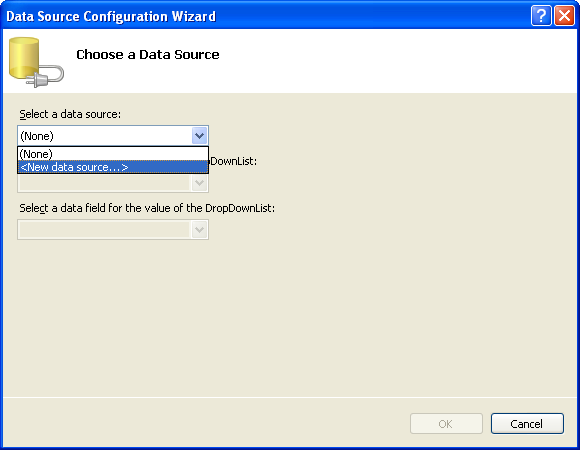 Data Source Configuration Wizard
?
Choose a Data Source
Select a data source:
(None)
(None)
<New data source...>
DownList:
Select a data field for the value of the DropDownList:
OK
Cancel